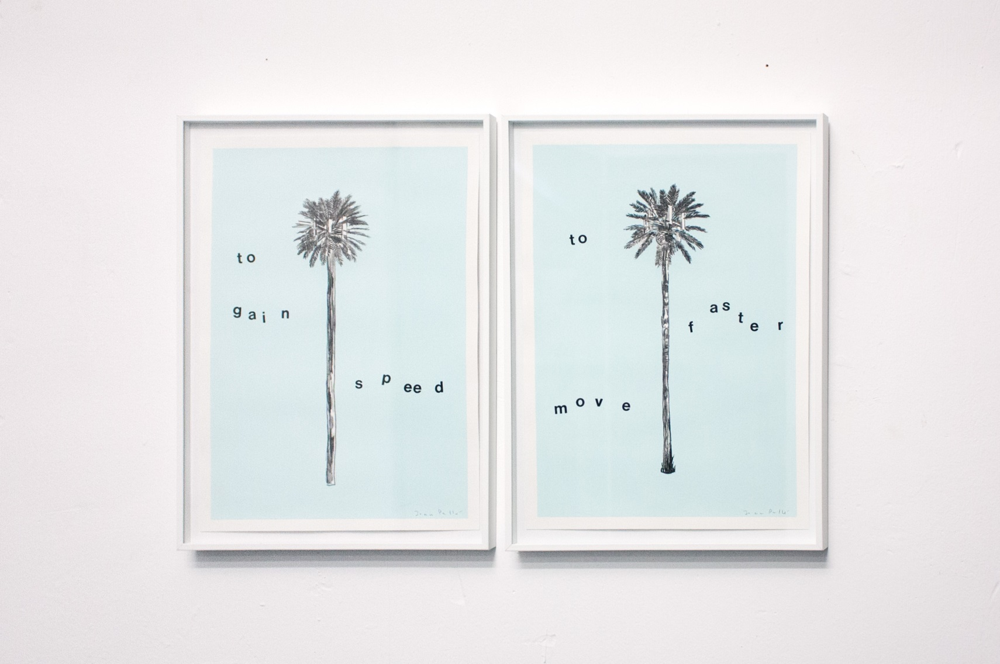 to
gain
speed
to
faster
move